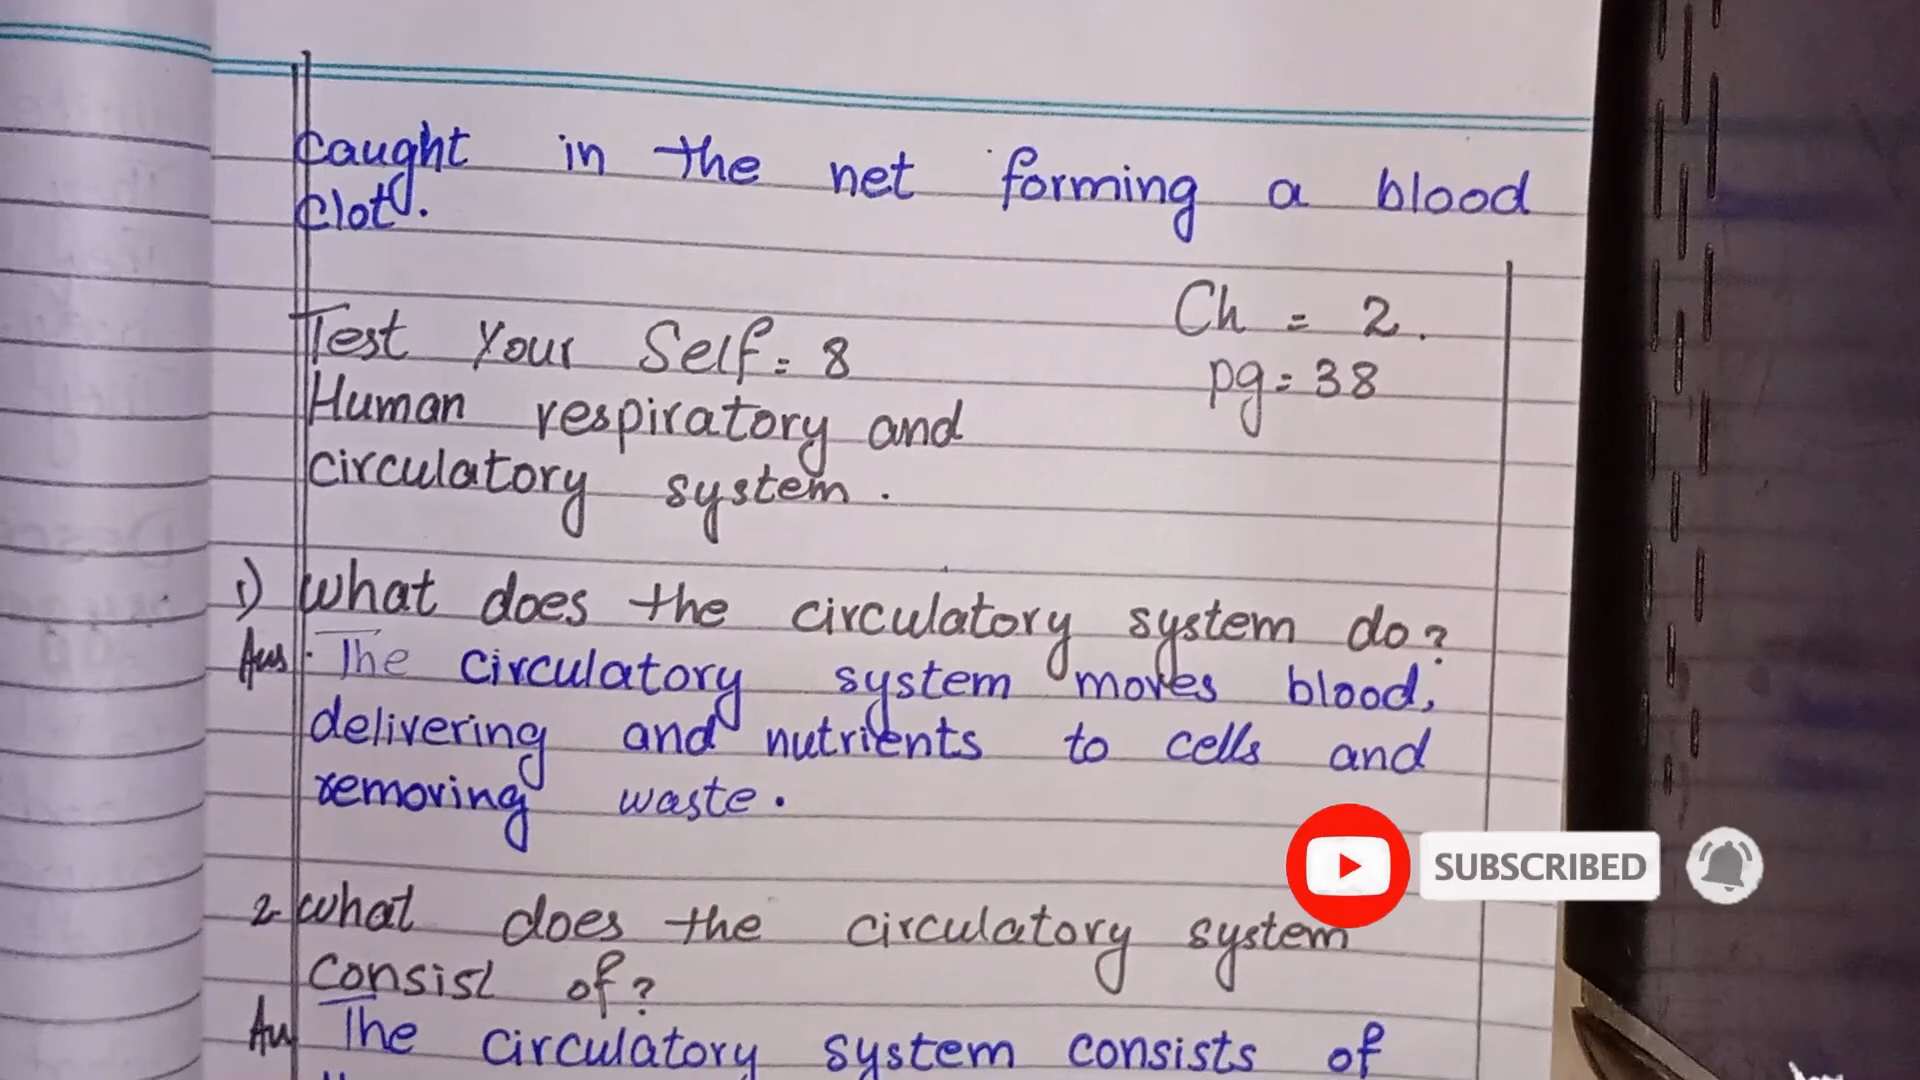 caught in the net forming a blood
clot.
Ch = 2.
Test Your Self = 8
pg = 38
Human respiratory and
circulatory system.
1) What does the circulatory system do?
Ans. The circulatory system moves blood,
delivering and nutrients to cells and
removing waste.
SUBSCRIBED
2 What does the circulatory system
consist of?
An The circulatory system consists of